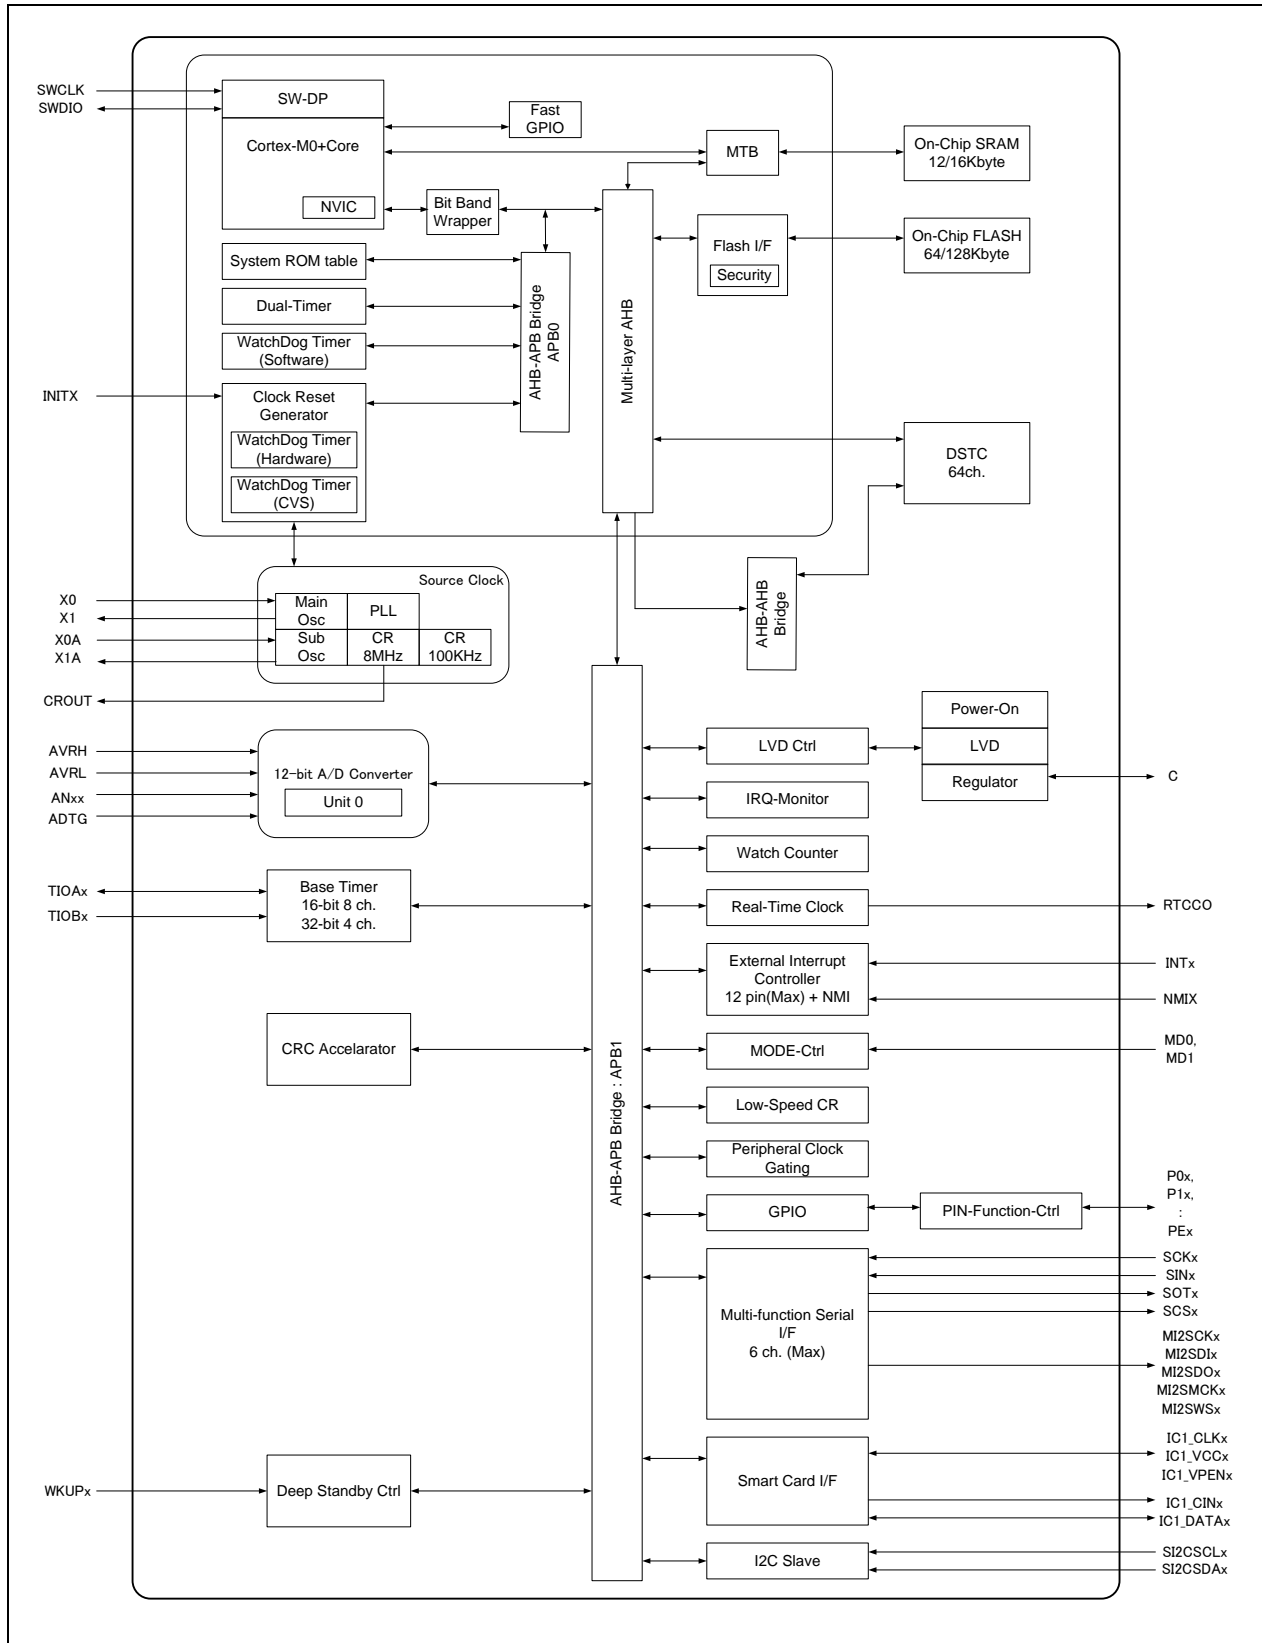 SWCLK
SWDIO
SW-DP
Cortex-M0+Core
NVIC
Fast
GPIO
Bit Band
Wrapper
MTB
On-Chip SRAM
12/16Kbyte
Flash I/F
Security
On-Chip FLASH
64/128Kbyte
System ROM table
Dual-Timer
WatchDog Timer
(Software)
AHB-APB Bridge
APB0
Multi-layer AHB
INITX
Clock Reset
Generator
WatchDog Timer
(Hardware)
WatchDog Timer
(CVS)
DSTC
64ch.
AHB-AHB
Bridge
Source Clock
X0
X1
X0A
X1A
Main
Osc
PLL
Sub
Osc
CR
8MHz
CR
100KHz
CROUT
AVRH
AVRL
ANxx
ADTG
12-bit A/D Converter
Unit 0
TIOAx
TIOBx
Base Timer
16-bit 8 ch.
32-bit 4 ch.
CRC Accelarator
WKUPx
Deep Standby Ctrl
AHB-APB Bridge : APB1
LVD Ctrl
Power-On
LVD
Regulator
C
IRQ-Monitor
Watch Counter
Real-Time Clock
RTCCO
External Interrupt
Controller
12 pin(Max) + NMI
INTx
NMIX
MODE-Ctrl
MD0,
MD1
Low-Speed CR
Peripheral Clock
Gating
GPIO
PIN-Function-Ctrl
P0x,
P1x,
:
PEx
Multi-function Serial
I/F
6 ch. (Max)
SCKx
SINx
SOTx
SCSx
MI2SCKx
MI2SDIx
MI2SDOx
MI2SMCKx
MI2SWSx
Smart Card I/F
IC1_CLKx
IC1_VCCx
IC1_VPENx
IC1_CINx
IC1_DATAx
I2C Slave
SI2CSCLx
SI2CSDAx